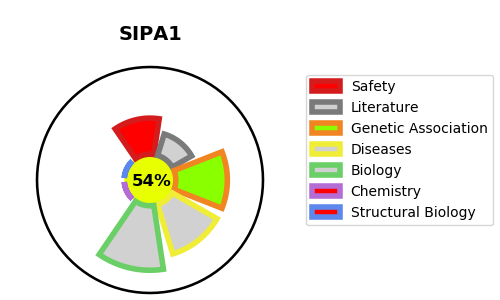 SIPA1
54%
Safety
Literature
Genetic Association
Diseases
Biology
Chemistry
Structural Biology